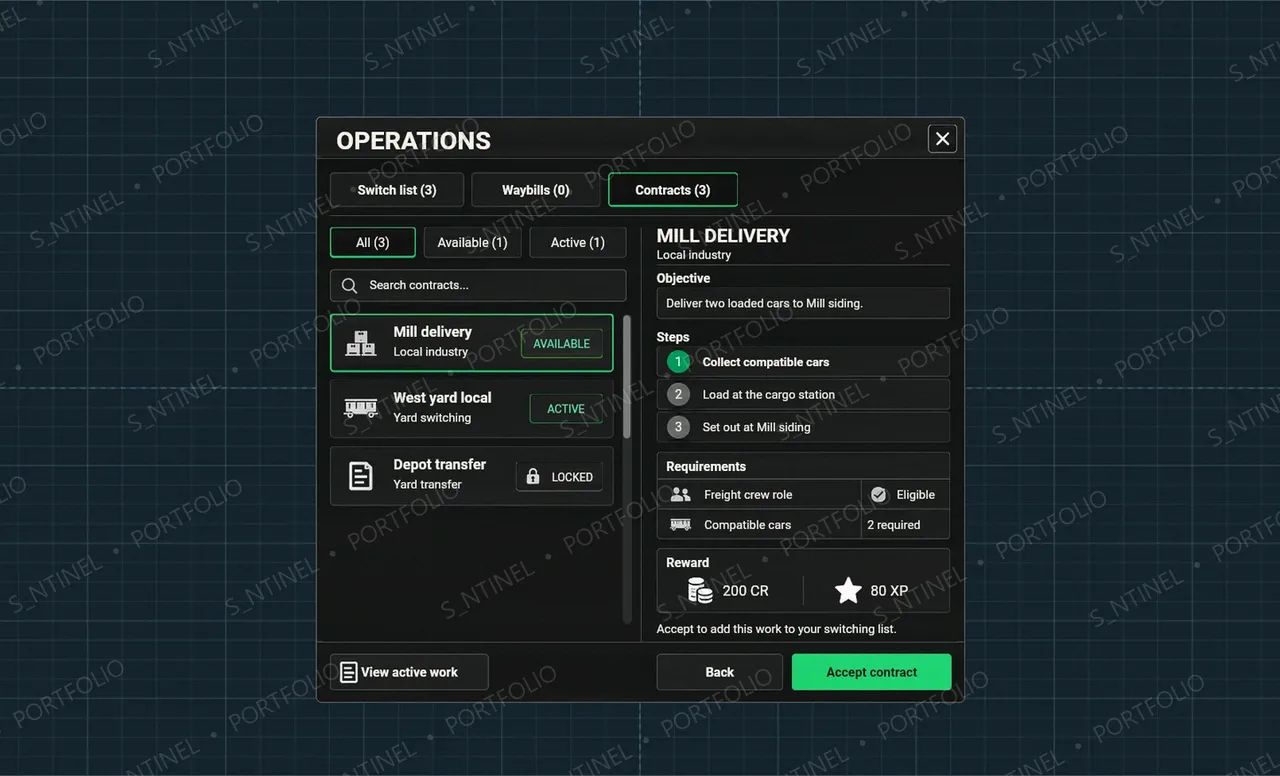 OPERATIONS
Switch list (3)
Waybills (0)
Contracts (3)
All (3)
Available (1)
Active (1)
Search contracts...
Mill delivery
Local industry
AVAILABLE
West yard local
Yard switching
ACTIVE
Depot transfer
Yard transfer
LOCKED
MILL DELIVERY
Local industry
Objective
Deliver two loaded cars to Mill siding.
Steps
1 Collect compatible cars
2 Load at the cargo station
3 Set out at Mill siding
Requirements
Freight crew role
Eligible
Compatible cars
2 required
Reward
200 CR
80 XP
Accept to add this work to your switching list.
View active work
Back
Accept contract
S_NTINEL • PORTFOLIO